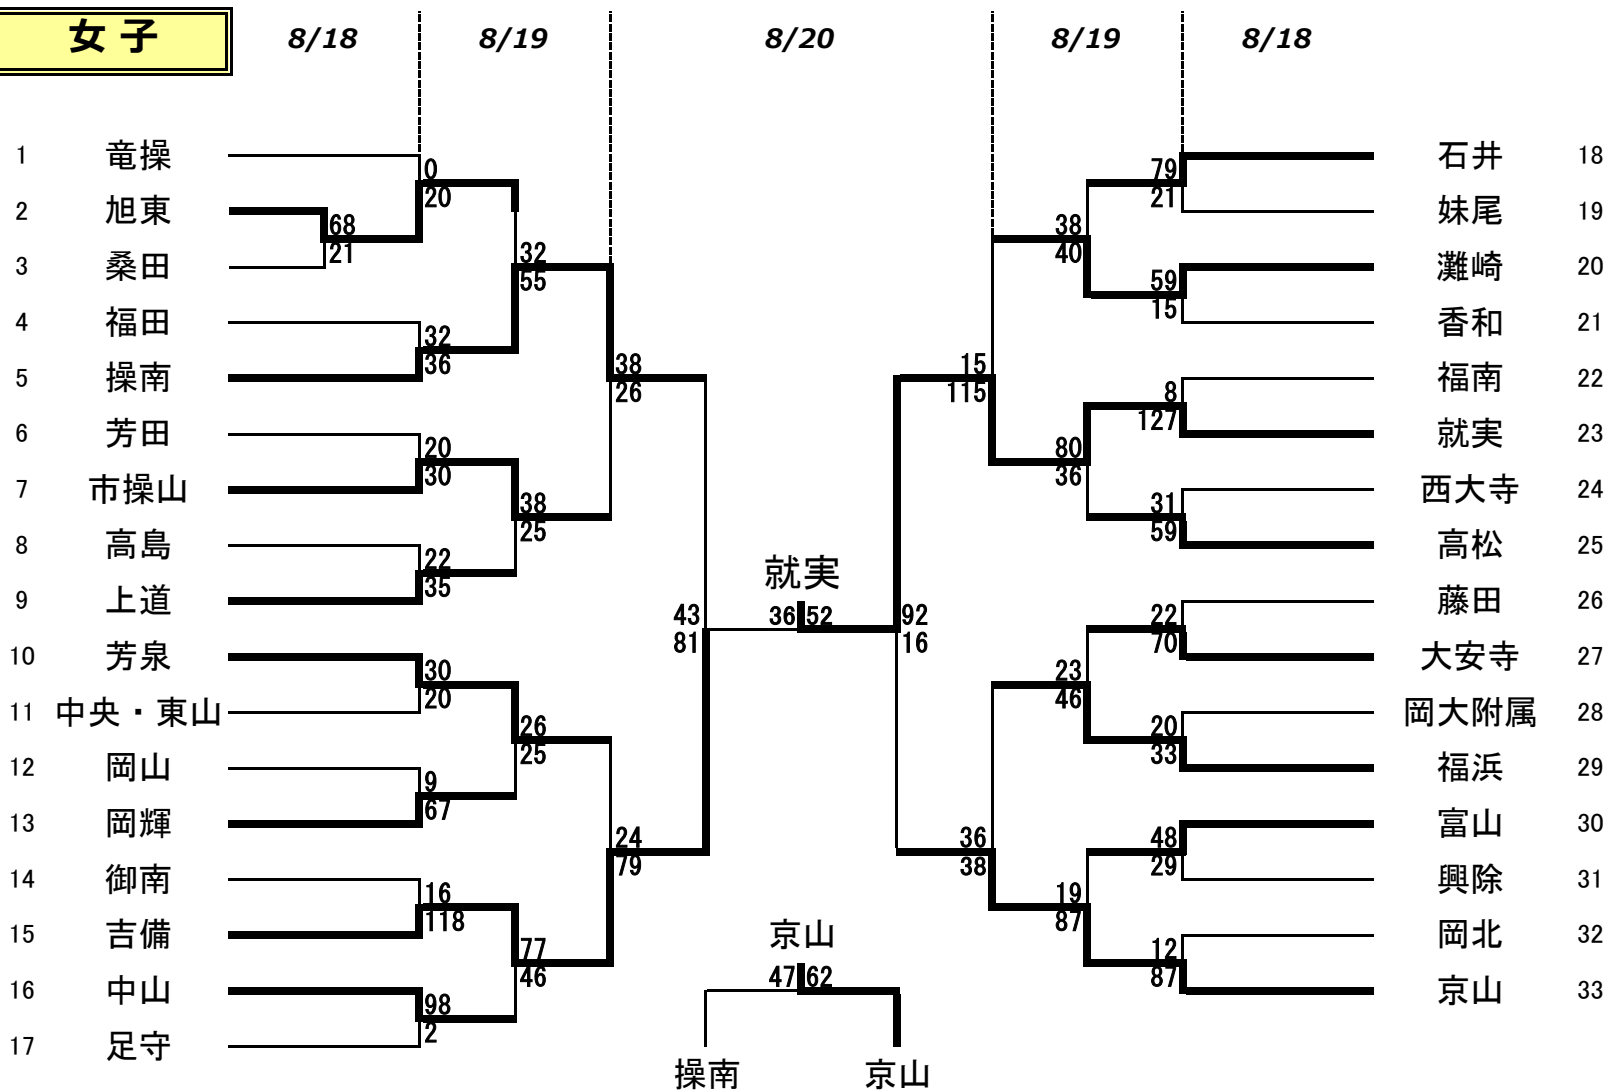 女子 8/18 8/19 8/20 8/19 8/18
1 竜操
2 旭東
3 桑田
4 福田
5 操南
6 芳田
7 市操山
8 高島
9 上道
10 芳泉
11 中央・東山
12 岡山
13 岡輝
14 御南
15 吉備
16 中山
17 足守
68
21
0
20
32
36
20
30
22
35
30
20
9
67
16
118
98
2
32
55
38
25
26
25
77
46
38
26
24
79
43
81
就実
36 52
京山
47 62
操南 京山
92
16
15
115
36
38
38
40
80
36
23
46
19
87
79
21
59
15
8
127
31
59
22
70
20
33
48
29
12
87
石井 18
妹尾 19
灘崎 20
香和 21
福南 22
就実 23
西大寺 24
高松 25
藤田 26
大安寺 27
岡大附属 28
福浜 29
富山 30
興除 31
岡北 32
京山 33